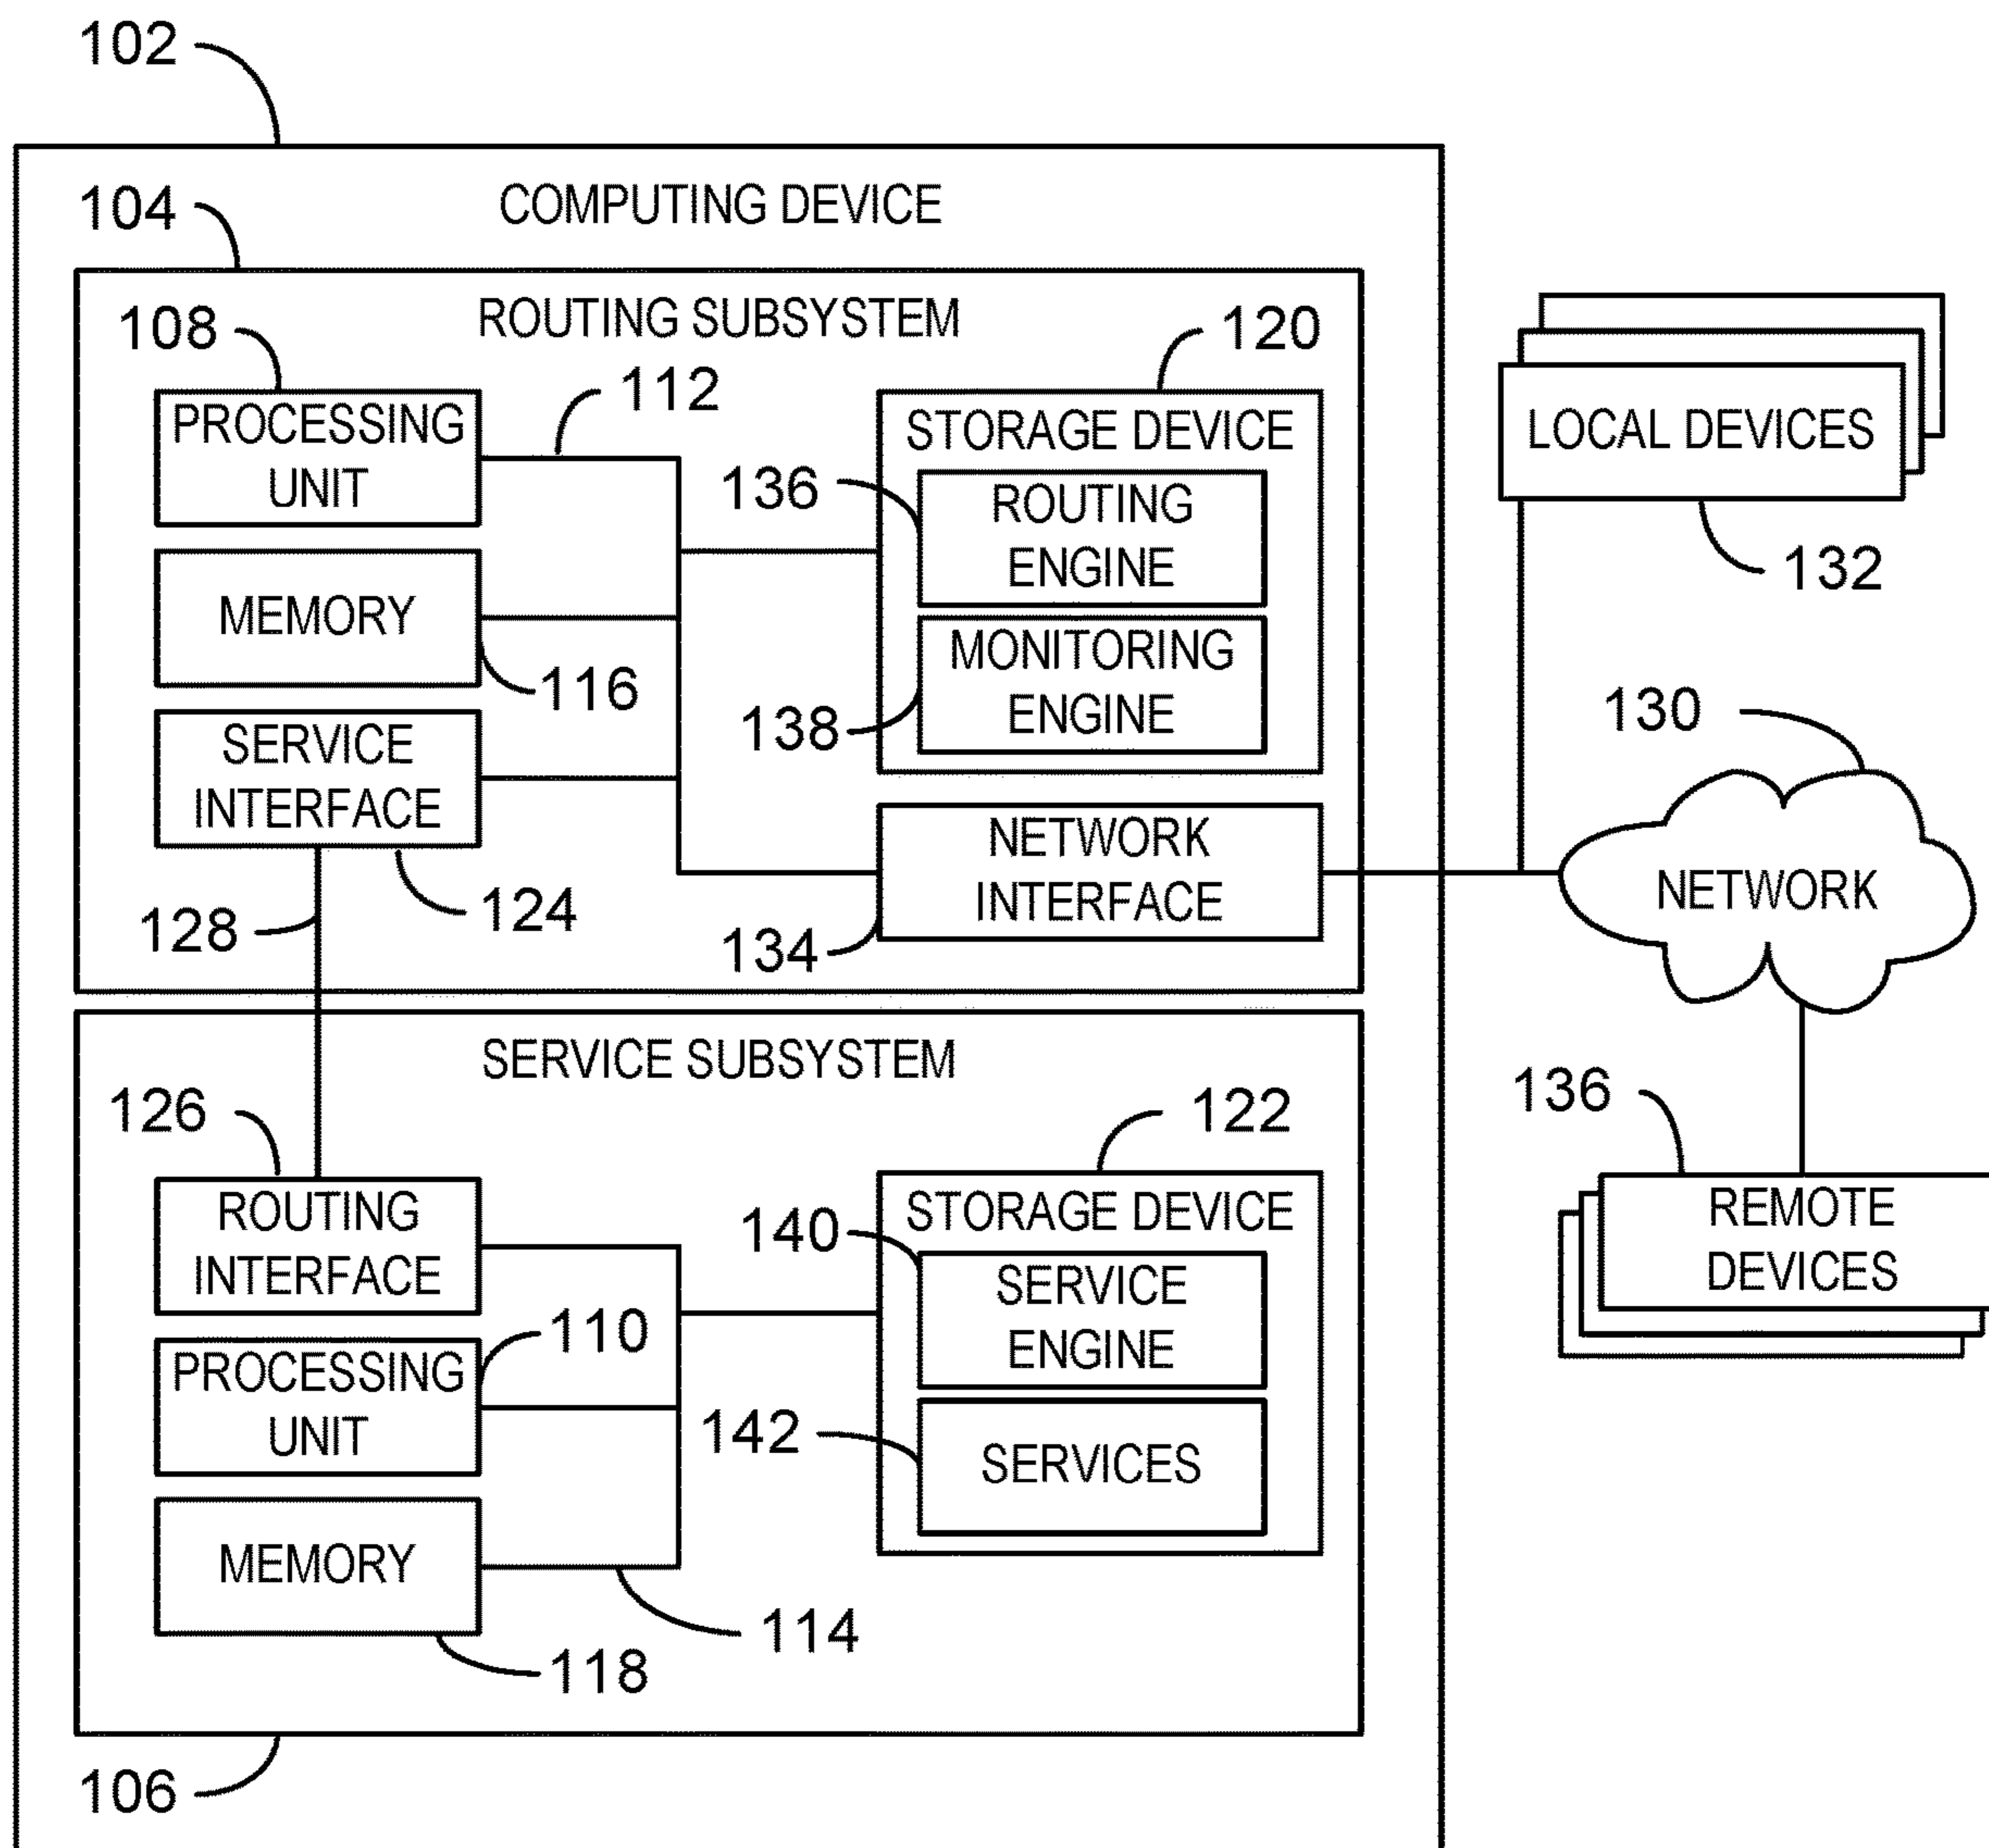 102
COMPUTING DEVICE
104
ROUTING SUBSYSTEM
108
PROCESSING
UNIT
112
120
STORAGE DEVICE
136
ROUTING
ENGINE
MEMORY
116
MONITORING
ENGINE
138
SERVICE
INTERFACE
124
128
NETWORK
INTERFACE
134
LOCAL DEVICES
132
130
NETWORK
SERVICE SUBSYSTEM
126
ROUTING
INTERFACE
122
STORAGE DEVICE
140
SERVICE
ENGINE
110
PROCESSING
UNIT
142
SERVICES
MEMORY
114
118
106
136
REMOTE
DEVICES